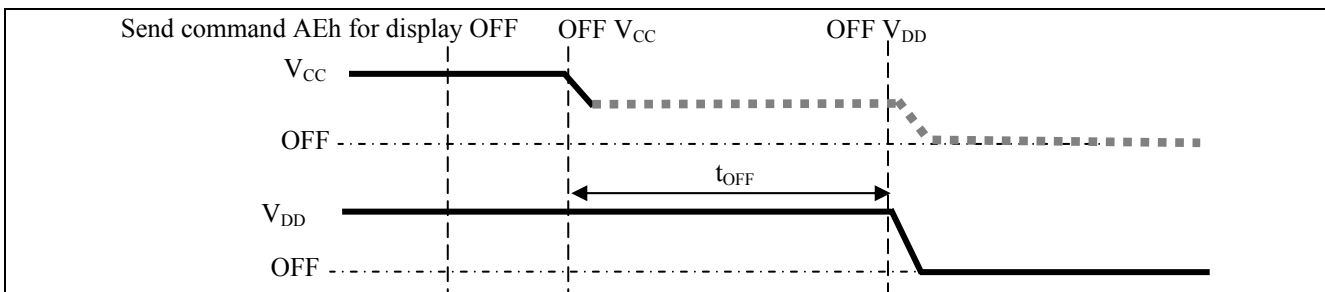 Send command AEh for display OFF OFF VCC OFF VDD
VCC
OFF
tOFF
VDD
OFF